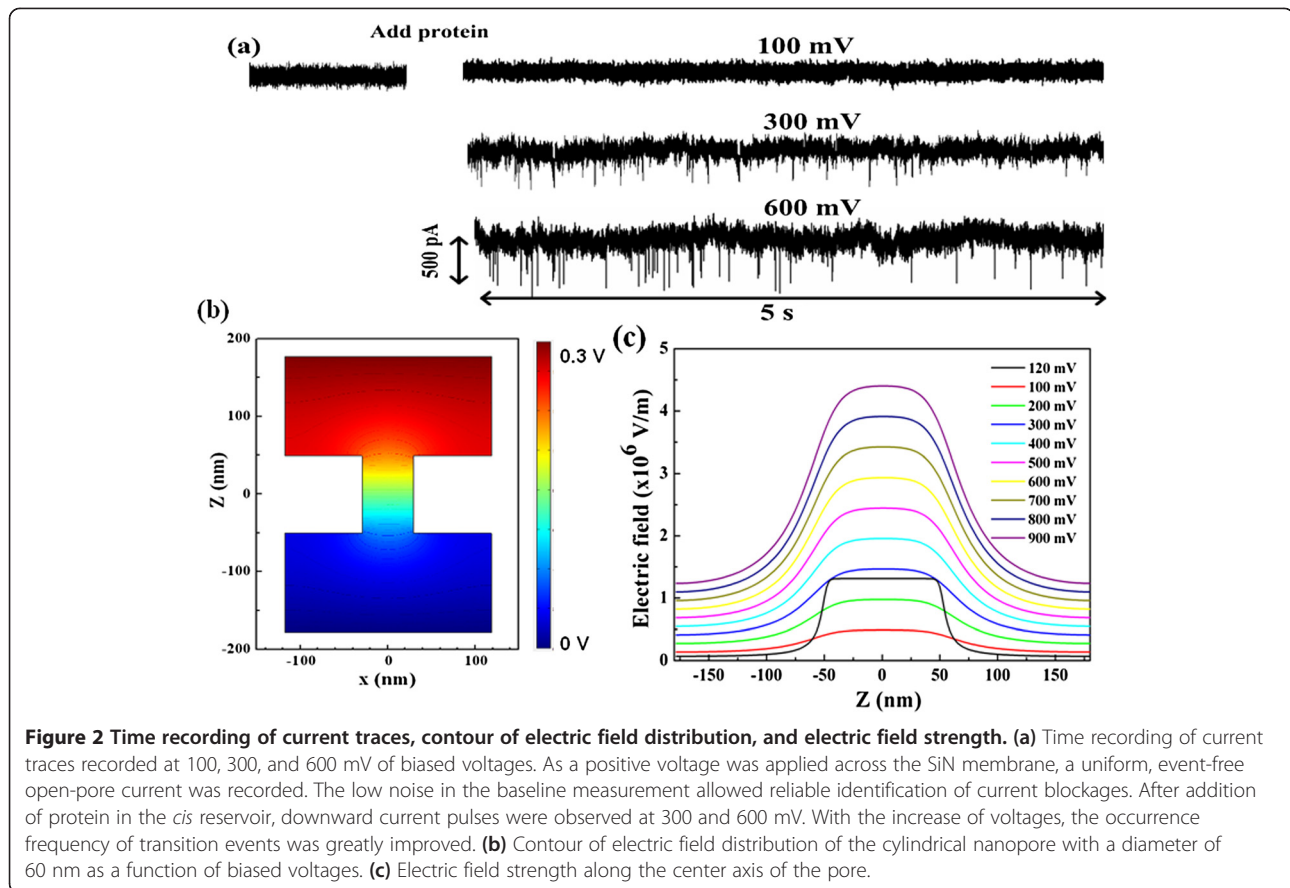 (a)
Add protein
100 mV
300 mV
600 mV
500 pA
5 s
(b)
200
100
0
-100
-200
Z (nm)
-100
0
100
x (nm)
0.3 V
0 V
(c)
5
4
3
2
1
0
Electric field (x10⁶ V/m)
-150
-100
-50
0
50
100
150
Z (nm)
120 mV
100 mV
200 mV
300 mV
400 mV
500 mV
600 mV
700 mV
800 mV
900 mV
Figure 2 Time recording of current traces, contour of electric field distribution, and electric field strength. (a) Time recording of current
traces recorded at 100, 300, and 600 mV of biased voltages. As a positive voltage was applied across the SiN membrane, a uniform, event-free
open-pore current was recorded. The low noise in the baseline measurement allowed reliable identification of current blockages. After addition
of protein in the cis reservoir, downward current pulses were observed at 300 and 600 mV. With the increase of voltages, the occurrence
frequency of transition events was greatly improved. (b) Contour of electric field distribution of the cylindrical nanopore with a diameter of
60 nm as a function of biased voltages. (c) Electric field strength along the center axis of the pore.